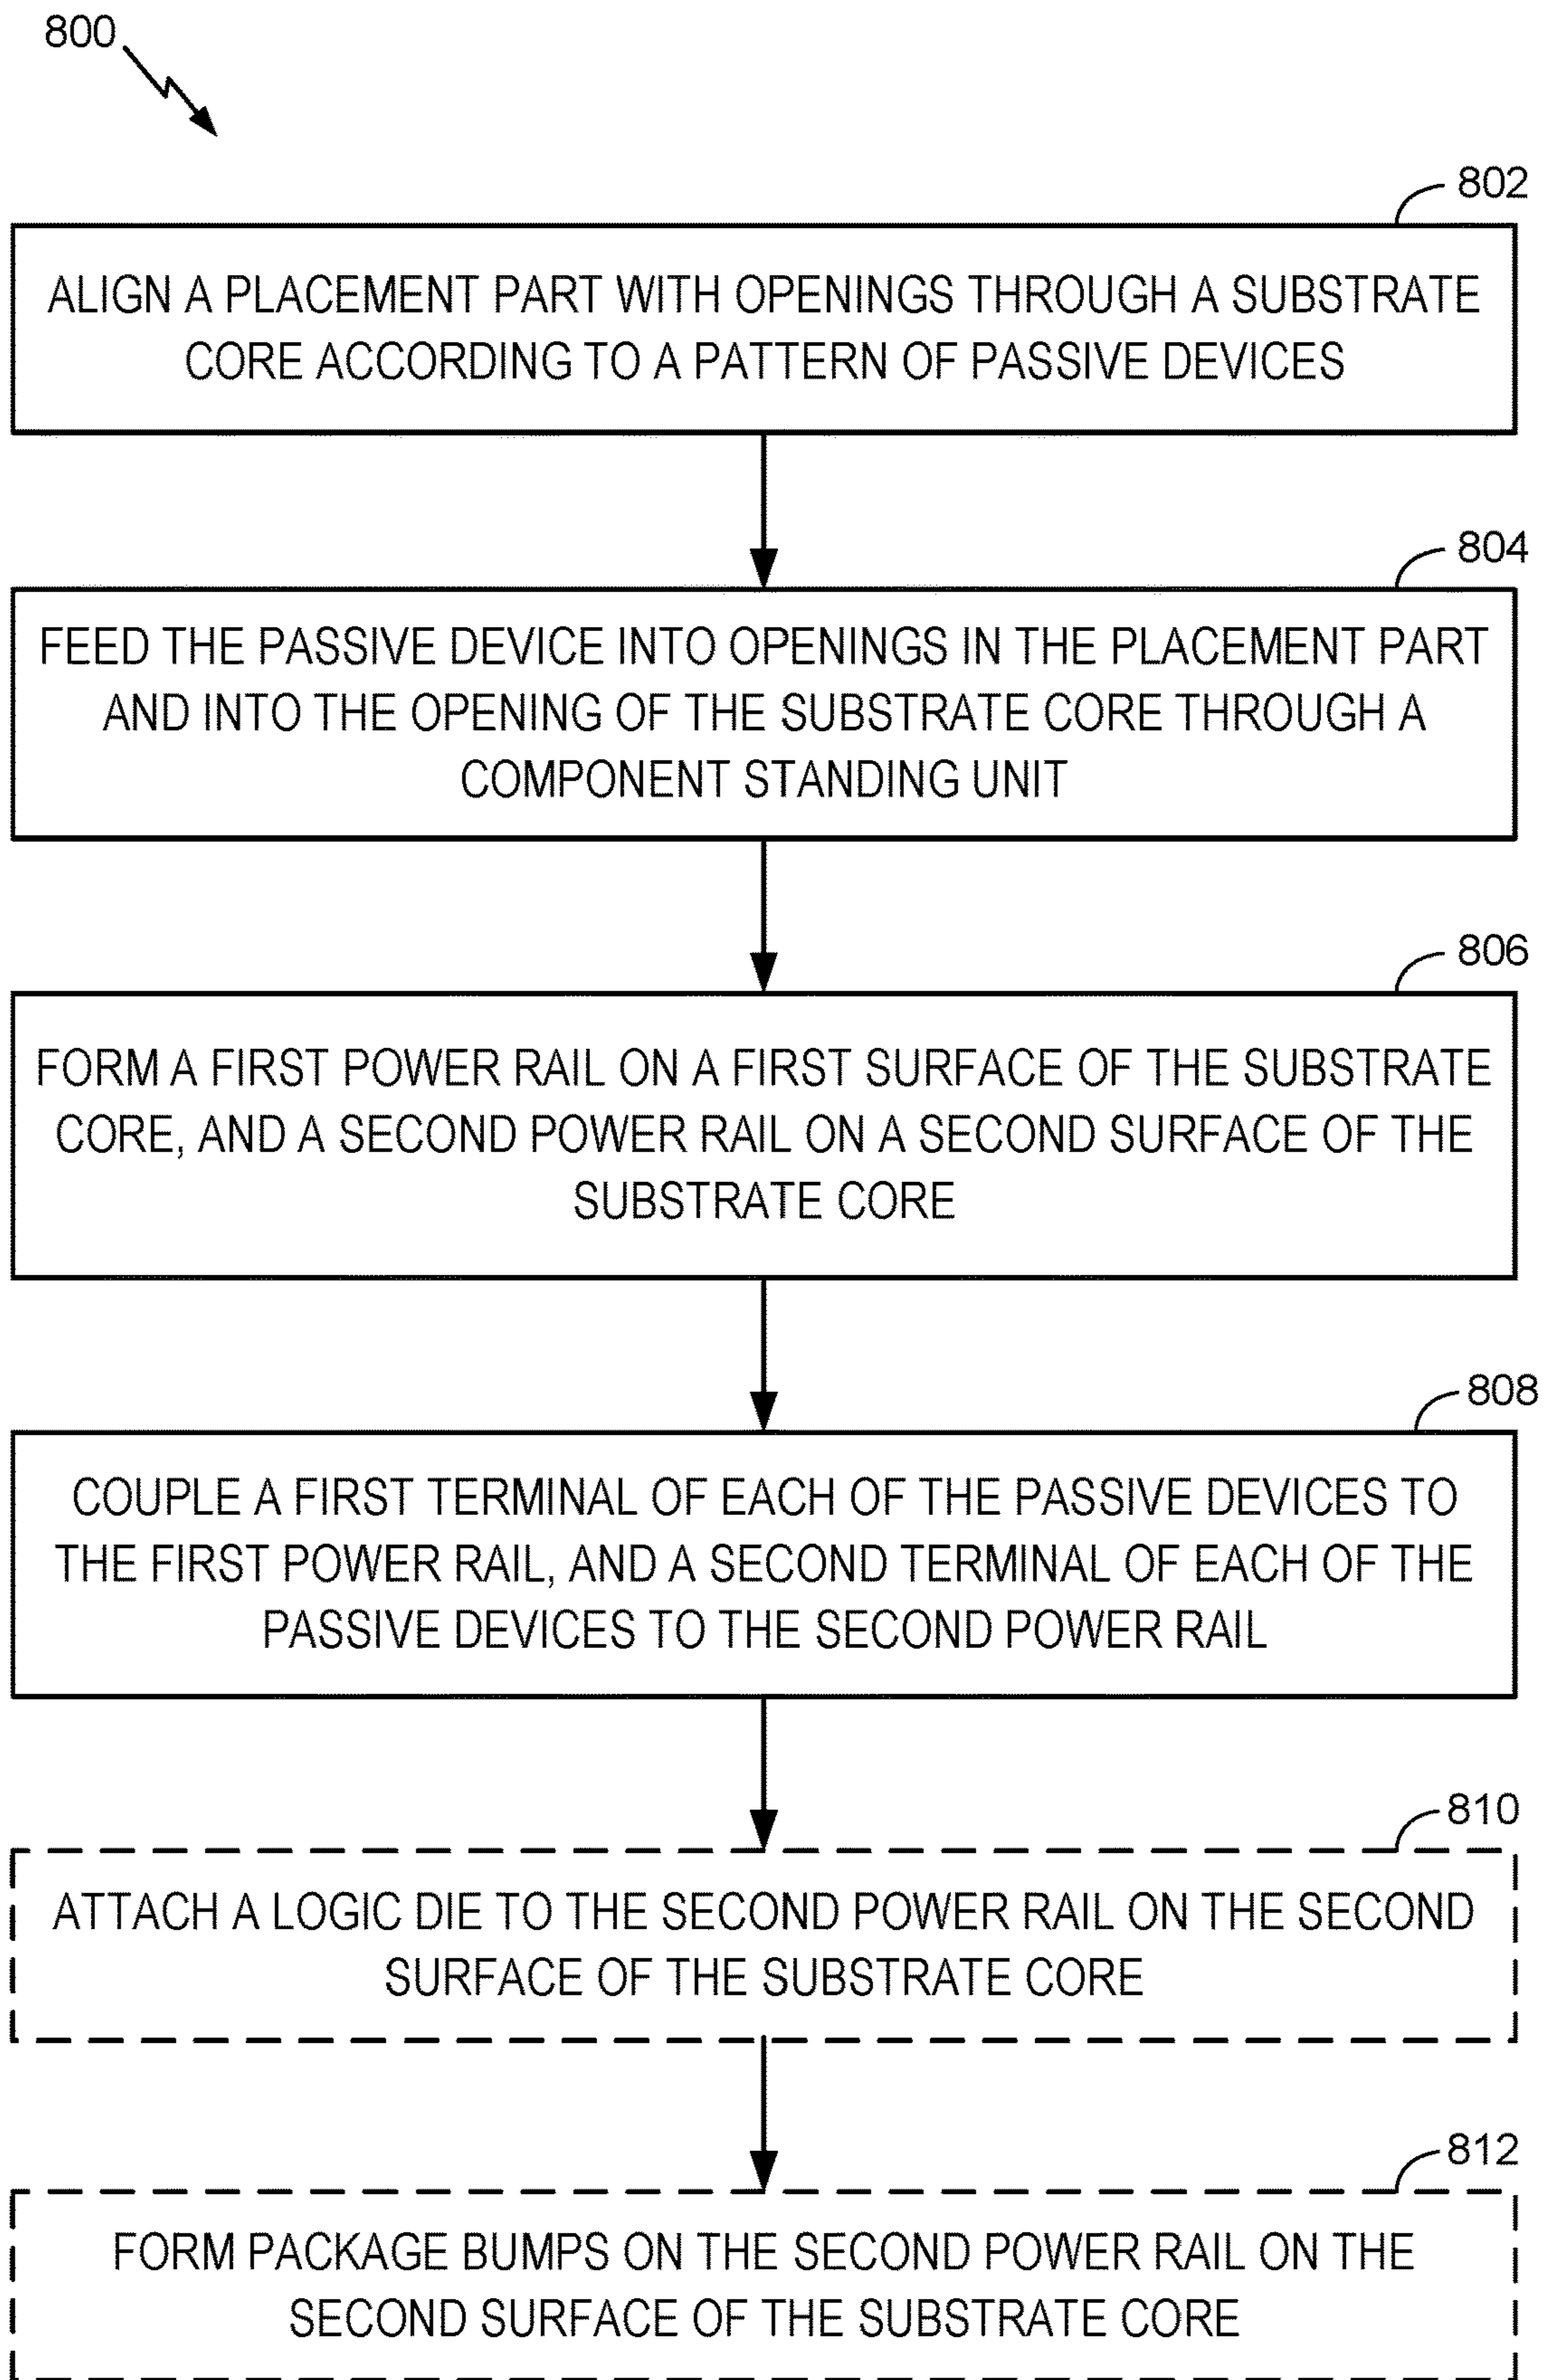 800
802
ALIGN A PLACEMENT PART WITH OPENINGS THROUGH A SUBSTRATE
CORE ACCORDING TO A PATTERN OF PASSIVE DEVICES
804
FEED THE PASSIVE DEVICE INTO OPENINGS IN THE PLACEMENT PART
AND INTO THE OPENING OF THE SUBSTRATE CORE THROUGH A
COMPONENT STANDING UNIT
806
FORM A FIRST POWER RAIL ON A FIRST SURFACE OF THE SUBSTRATE
CORE, AND A SECOND POWER RAIL ON A SECOND SURFACE OF THE
SUBSTRATE CORE
808
COUPLE A FIRST TERMINAL OF EACH OF THE PASSIVE DEVICES TO
THE FIRST POWER RAIL, AND A SECOND TERMINAL OF EACH OF THE
PASSIVE DEVICES TO THE SECOND POWER RAIL
810
ATTACH A LOGIC DIE TO THE SECOND POWER RAIL ON THE SECOND
SURFACE OF THE SUBSTRATE CORE
812
FORM PACKAGE BUMPS ON THE SECOND POWER RAIL ON THE
SECOND SURFACE OF THE SUBSTRATE CORE